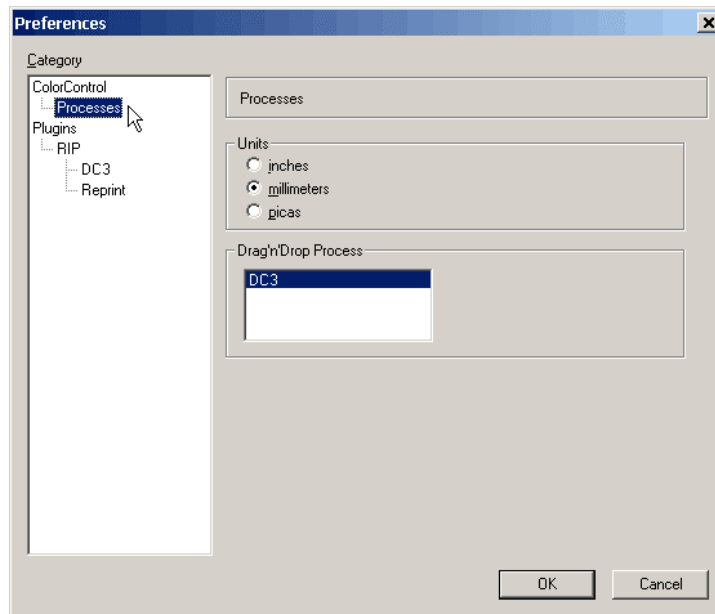 Preferences
Category
ColorControl
Processes
Plugins
RIP
DC3
Reprint
Processes
Units
inches
millimeters
picas
Drag'n'Drop Process
DC3
OK
Cancel